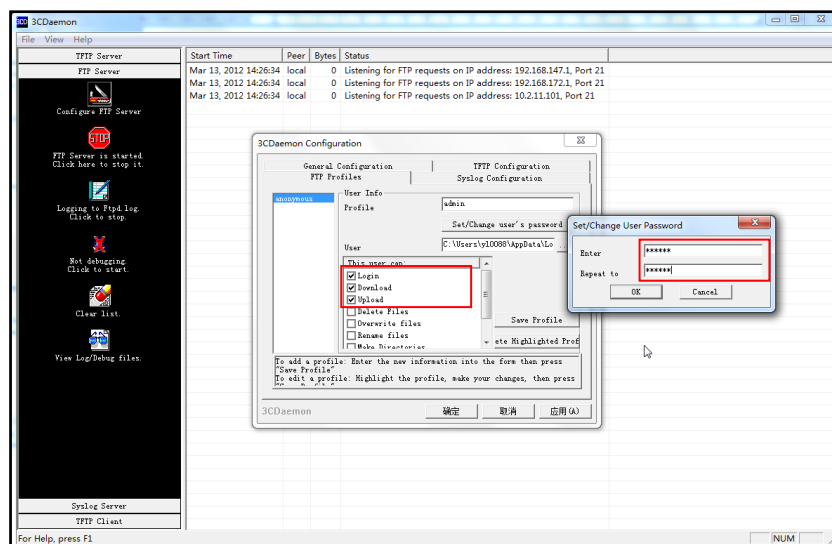 3CDaemon
File View Help
TFTP Server
FTP Server
Configure FTP Server
STOP
FTP Server is started.
Click here to stop it.
Logging to Ftpd.log.
Click to stop.
Not debugging.
Click to start.
Clear list.
View Log/Debug files.
Syslog Server
TFTP Client
For Help, press F1
Start Time Peer Bytes Status
Mar 13, 2012 14:26:34 local 0 Listening for FTP requests on IP address: 192.168.147.1, Port 21
Mar 13, 2012 14:26:34 local 0 Listening for FTP requests on IP address: 192.168.172.1, Port 21
Mar 13, 2012 14:26:34 local 0 Listening for FTP requests on IP address: 10.2.11.101, Port 21
3CDaemon Configuration
General Configuration TFTP Configuration
FTP Profiles Syslog Configuration
anonymous
User Info
Profile admin
Set/Change user's password
User C:\Users\yl0088\AppData\Lo ..
This user can:
Login
Download
Upload
Delete Files
Overwrite files
Rename files
Make Directories
Save Profile
ete Highlighted Prof
To add a profile: Enter the new information into the form then press
"Save Profile"
To edit a profile: Highlight the profile, make your changes, then press
3CDaemon
确定 取消 应用(A)
Set/Change User Password
Enter ******
Repeat to ******
OK Cancel
NUM